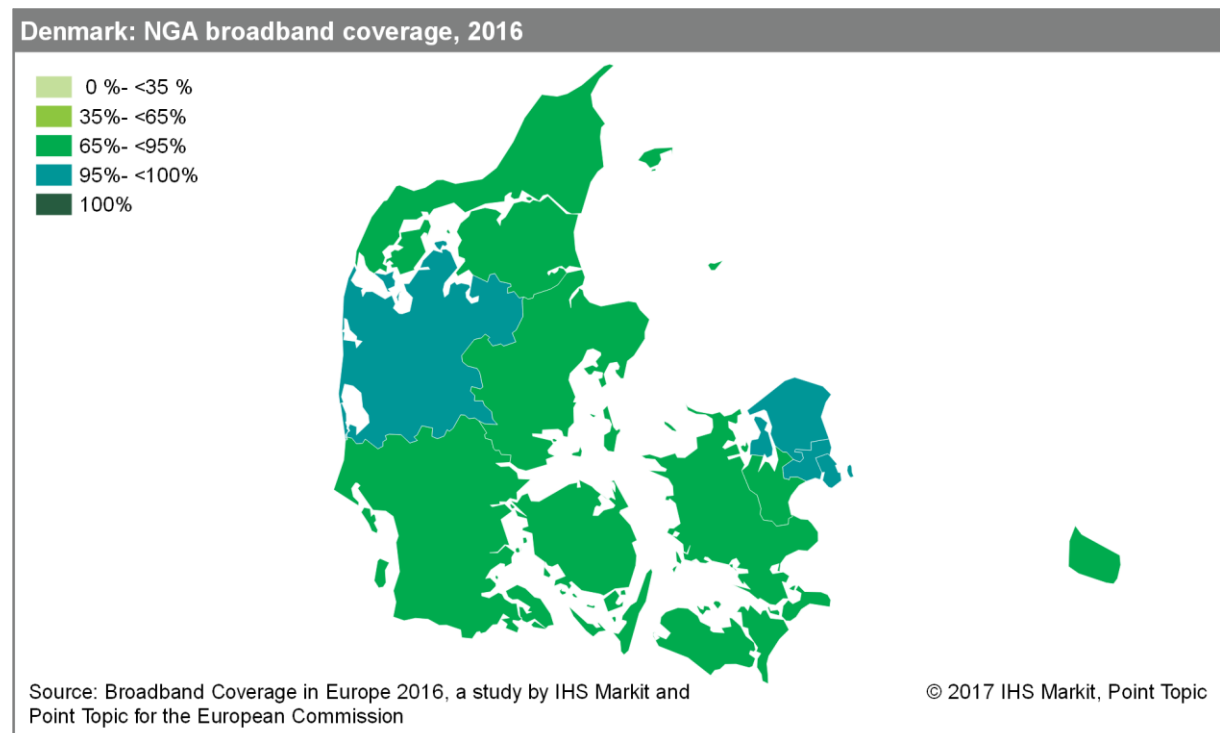 Denmark: NGA broadband coverage, 2016
0 %- <35 %
35%- <65%
65%- <95%
95%- <100%
100%
Source: Broadband Coverage in Europe 2016, a study by IHS Markit and
Point Topic for the European Commission
© 2017 IHS Markit, Point Topic